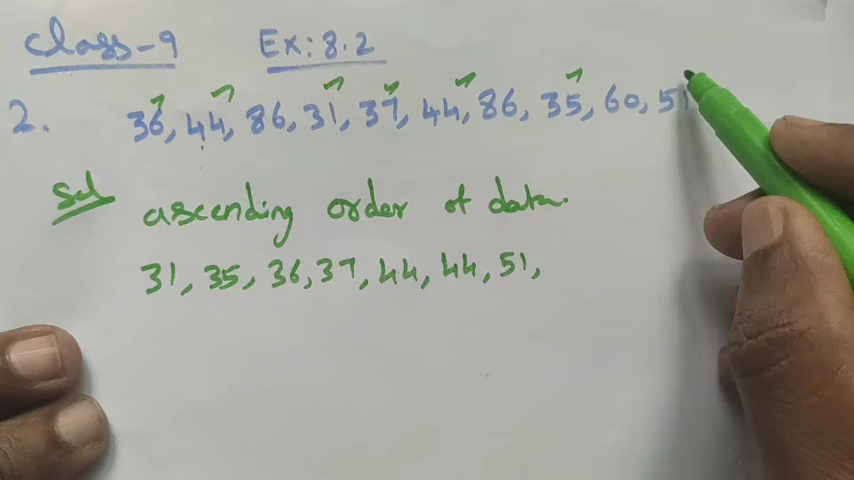 Class-9 Ex: 8.2
2. 36, 44, 86, 31, 37, 44, 86, 35, 60, 51
Sol ascending order of data.
31, 35, 36, 37, 44, 44, 51,